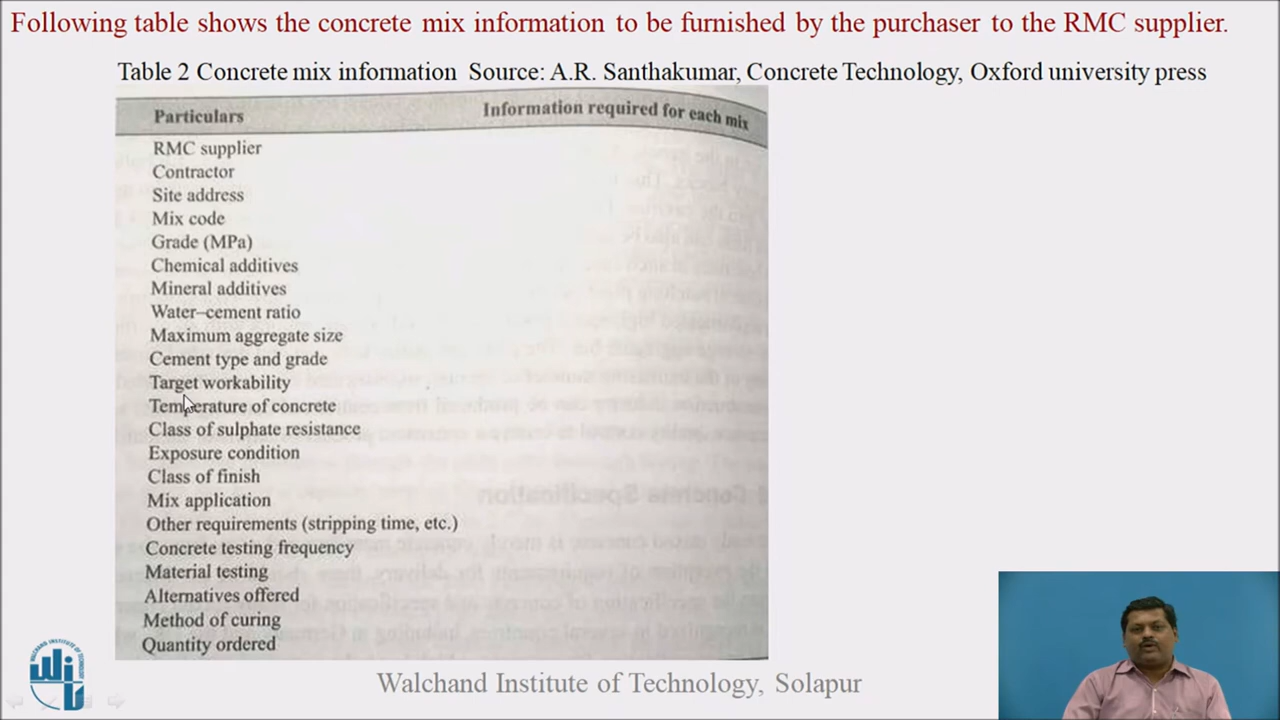 Following table shows the concrete mix information to be furnished by the purchaser to the RMC supplier.
Table 2 Concrete mix information Source: A.R. Santhakumar, Concrete Technology, Oxford university press
Particulars Information required for each mix
RMC supplier
Contractor
Site address
Mix code
Grade (MPa)
Chemical additives
Mineral additives
Water–cement ratio
Maximum aggregate size
Cement type and grade
Target workability
Temperature of concrete
Class of sulphate resistance
Exposure condition
Class of finish
Mix application
Other requirements (stripping time, etc.)
Concrete testing frequency
Material testing
Alternatives offered
Method of curing
Quantity ordered
Walchand Institute of Technology, Solapur